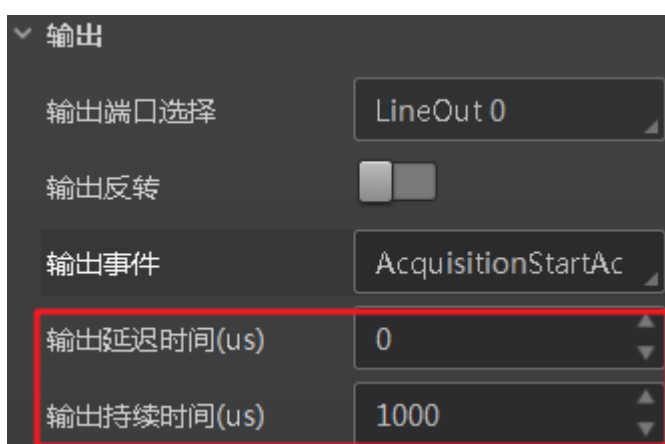 输出
输出端口选择
LineOut 0
输出反转
输出事件
AcquisitionStartAc
输出延迟时间(us)
0
输出持续时间(us)
1000